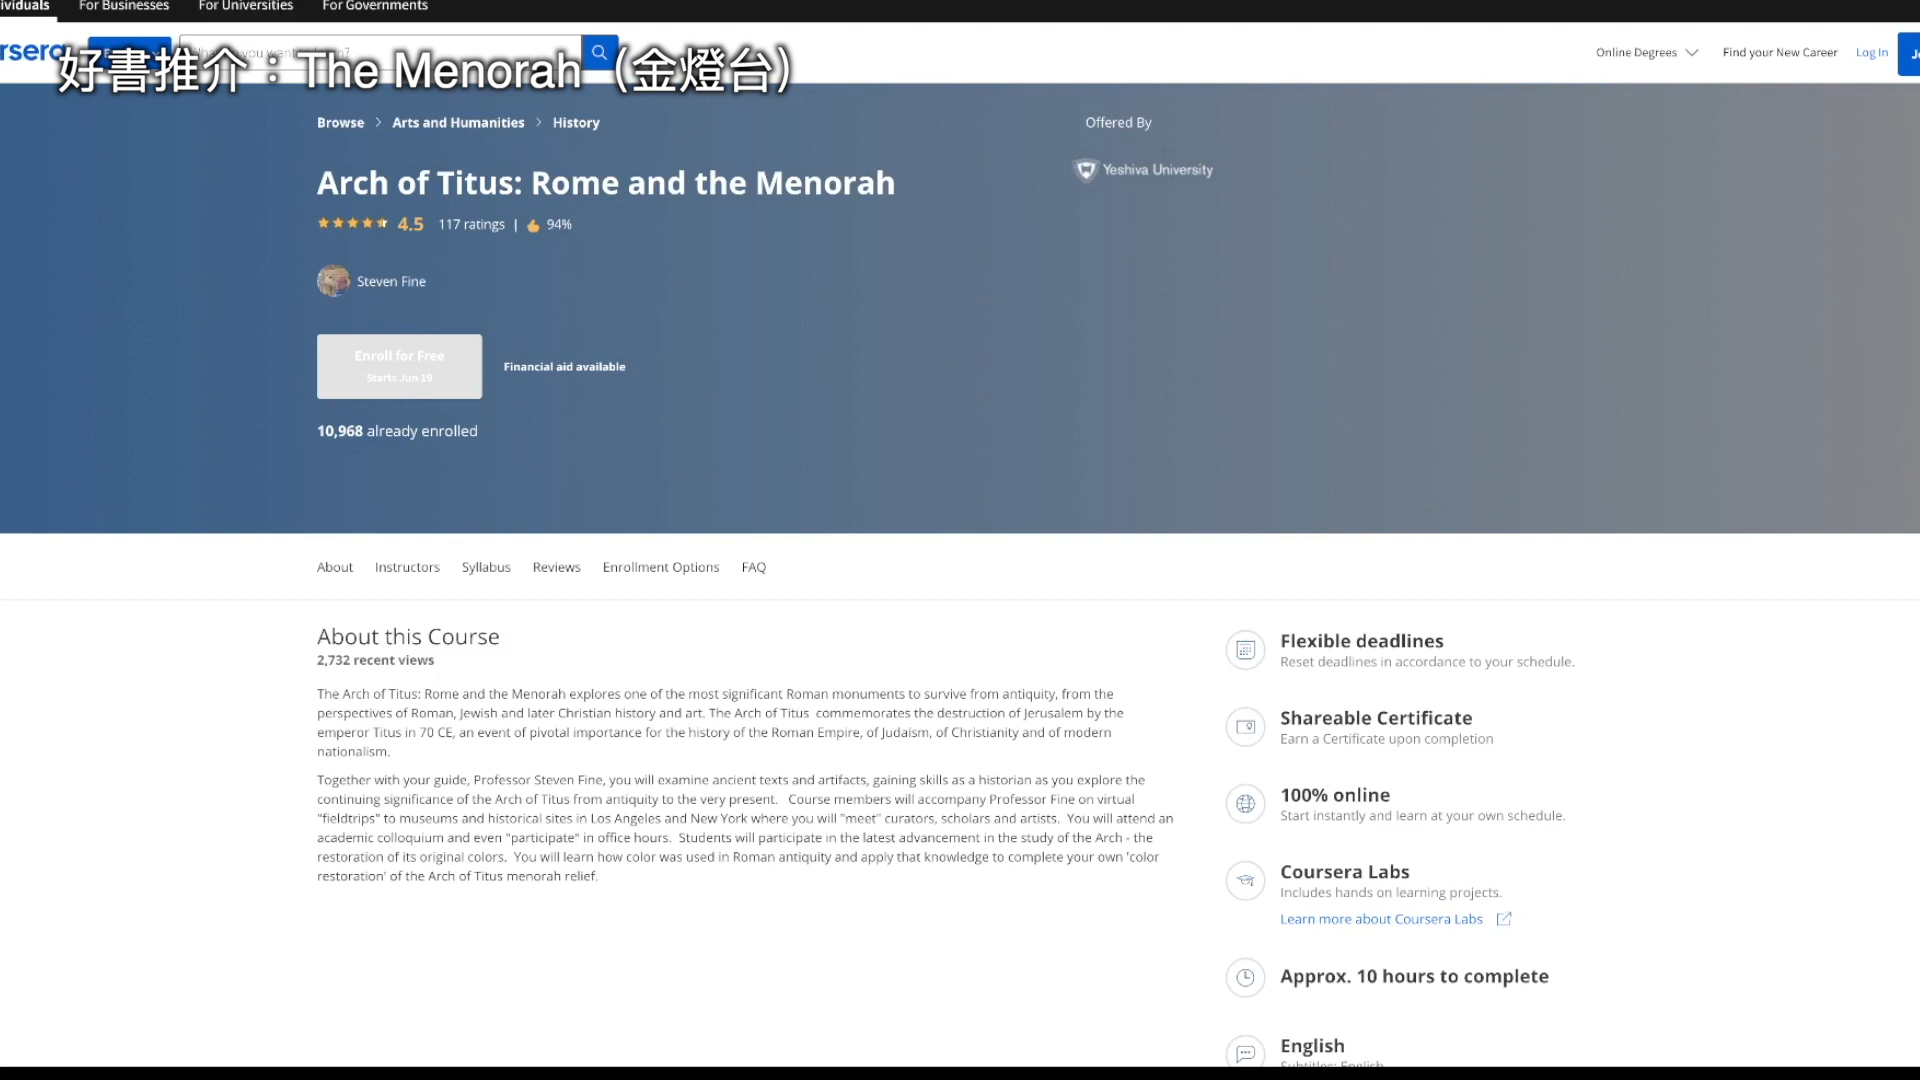 For Businesses
For Universities
For Governments
好書推介：The Menorah（金燈台）
Online Degrees
Find your New Career
Log In
Browse > Arts and Humanities > History
Offered By
Yeshiva University
Arch of Titus: Rome and the Menorah
4.5 117 ratings | 94%
Steven Fine
Enroll for Free
Starts Jun 19
Financial aid available
10,968 already enrolled
About
Instructors
Syllabus
Reviews
Enrollment Options
FAQ
About this Course
2,732 recent views
The Arch of Titus: Rome and the Menorah explores one of the most significant Roman monuments to survive from antiquity, from the
perspectives of Roman, Jewish and later Christian history and art. The Arch of Titus commemorates the destruction of Jerusalem by the
emperor Titus in 70 CE, an event of pivotal importance for the history of the Roman Empire, of Judaism, of Christianity and of modern
nationalism.
Together with your guide, Professor Steven Fine, you will examine ancient texts and artifacts, gaining skills as a historian as you explore the
continuing significance of the Arch of Titus from antiquity to the very present. Course members will accompany Professor Fine on virtual
"fieldtrips" to museums and historical sites in Los Angeles and New York where you will "meet" curators, scholars and artists. You will attend an
academic colloquium and even "participate" in office hours. Students will participate in the latest advancement in the study of the Arch - the
restoration of its original colors. You will learn how color was used in Roman antiquity and apply that knowledge to complete your own 'color
restoration' of the Arch of Titus menorah relief.
Flexible deadlines
Reset deadlines in accordance to your schedule.
Shareable Certificate
Earn a Certificate upon completion
100% online
Start instantly and learn at your own schedule.
Coursera Labs
Includes hands on learning projects.
Learn more about Coursera Labs
Approx. 10 hours to complete
English
Subtitles: English